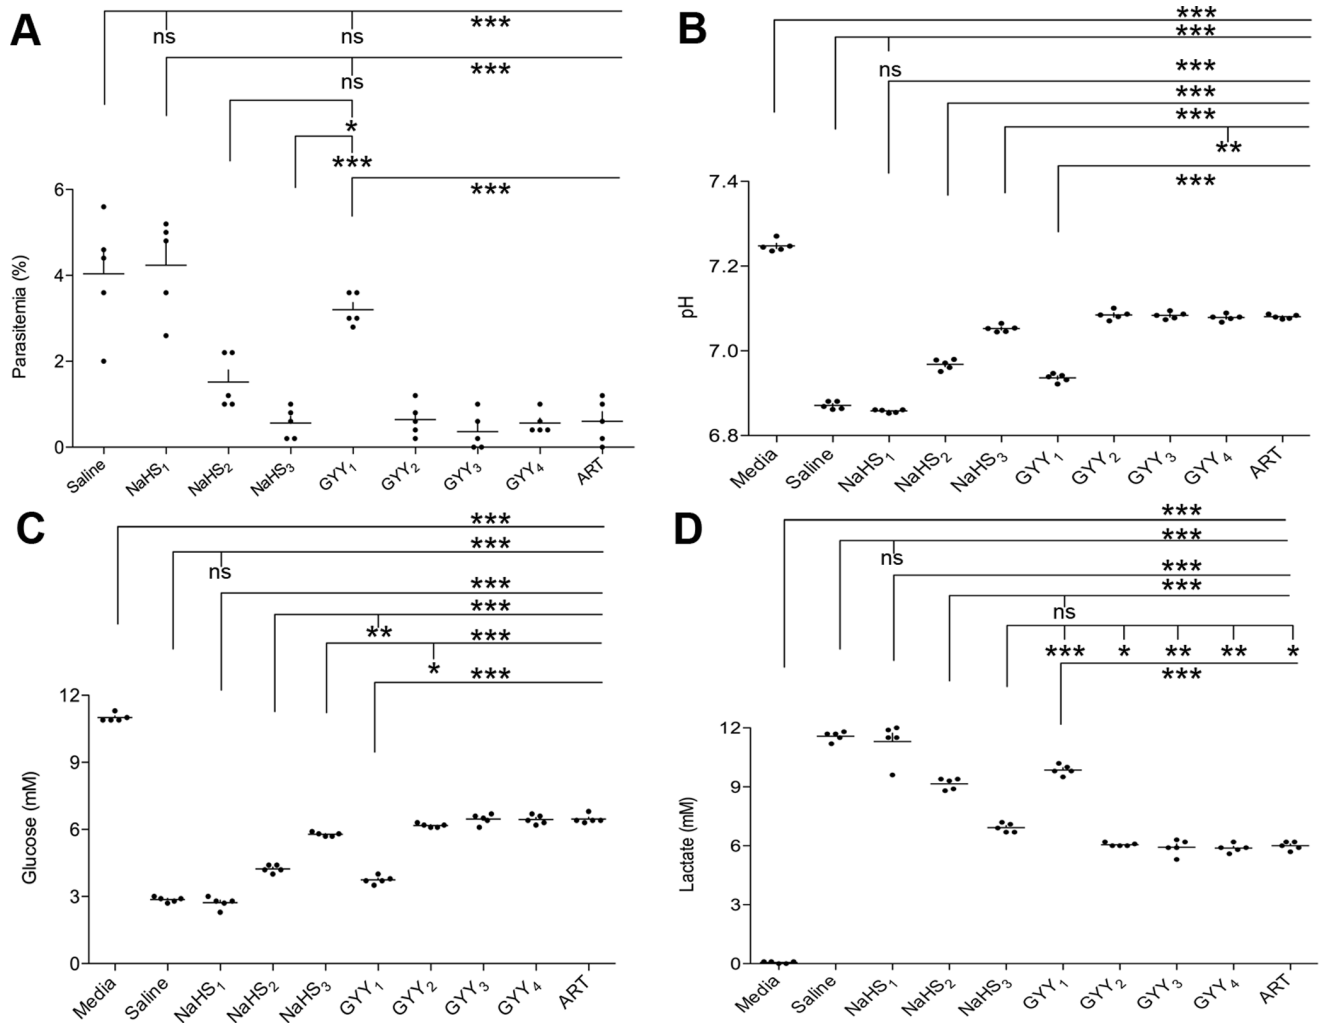 A
***
ns
ns
***
ns
*
***
***
Parasitemia (%)
6
4
2
0
Saline
NaHS1
NaHS2
NaHS3
GYY1
GYY2
GYY3
GYY4
ART
B
***
***
ns
***
***
***
**
***
pH
7.4
7.2
7.0
6.8
Media
Saline
NaHS1
NaHS2
NaHS3
GYY1
GYY2
GYY3
GYY4
ART
C
***
***
ns
***
***
**
***
*
***
Glucose (mM)
12
9
6
3
0
Media
Saline
NaHS1
NaHS2
NaHS3
GYY1
GYY2
GYY3
GYY4
ART
D
***
***
ns
***
***
ns
*** * ** ** *
***
Lactate (mM)
12
9
6
3
0
Media
Saline
NaHS1
NaHS2
NaHS3
GYY1
GYY2
GYY3
GYY4
ART